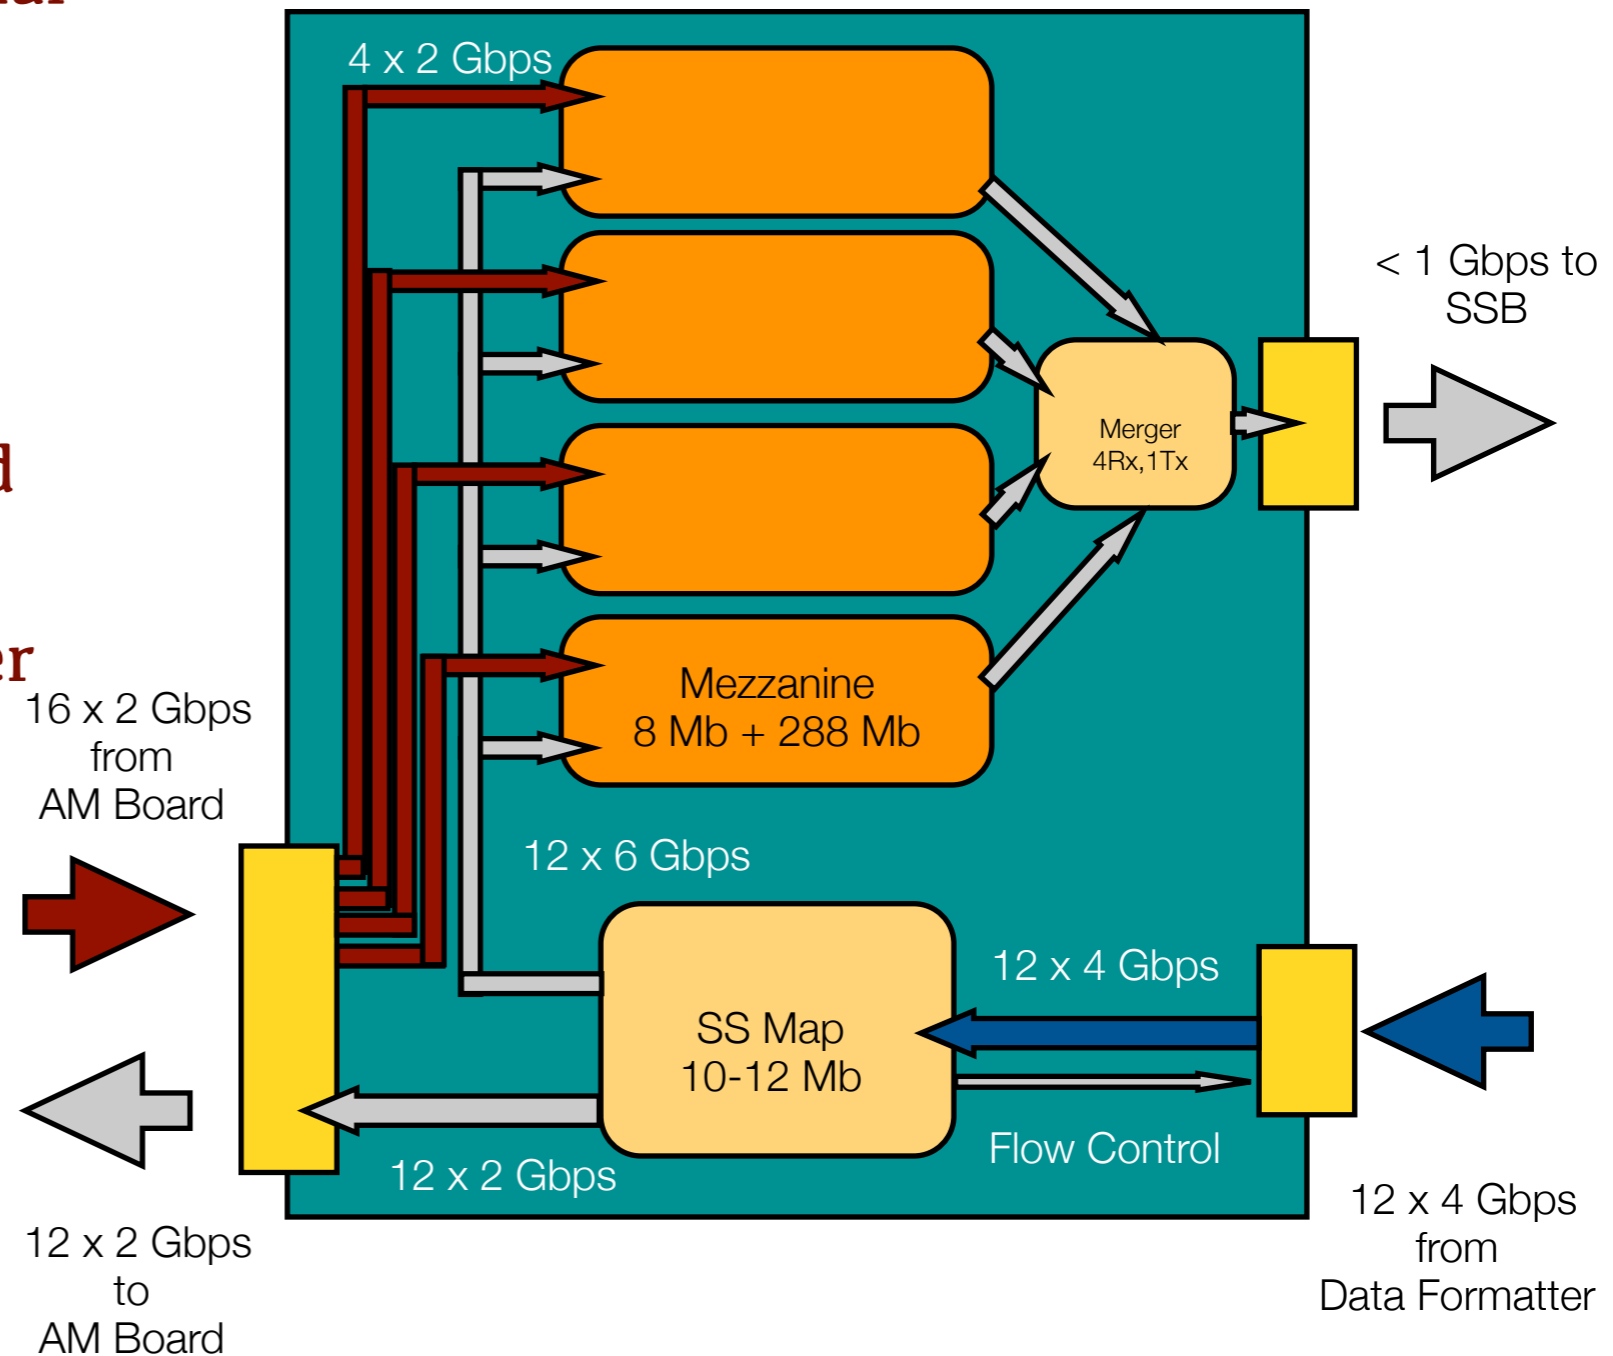 4 x 2 Gbps
< 1 Gbps to
SSB
Merger
4Rx,1Tx
Mezzanine
8 Mb + 288 Mb
16 x 2 Gbps
from
AM Board
12 x 6 Gbps
12 x 4 Gbps
SS Map
10-12 Mb
Flow Control
12 x 2 Gbps
12 x 4 Gbps
from
Data Formatter
12 x 2 Gbps
to
AM Board